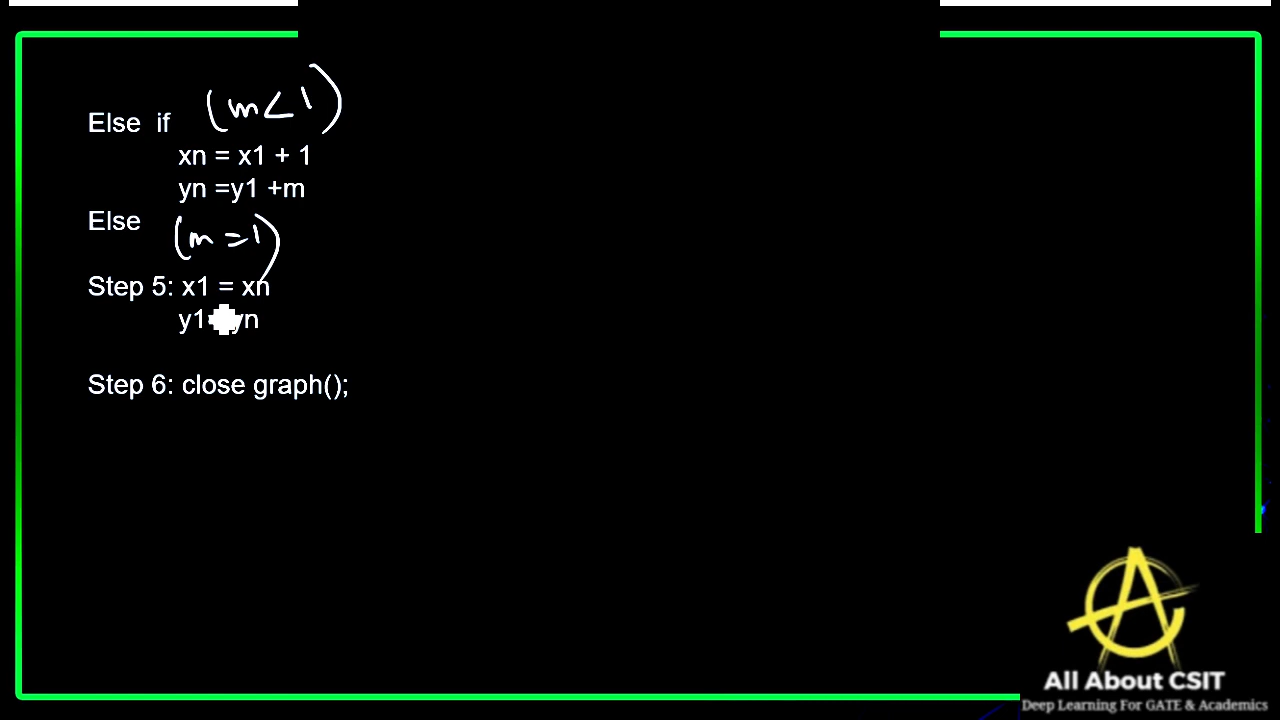 Else if (m<1)
xn = x1 + 1
yn =y1 +m
Else (m=1)
Step 5: x1 = xn
y1= yn
Step 6: close graph();
All About CSIT
Deep Learning For GATE & Academics